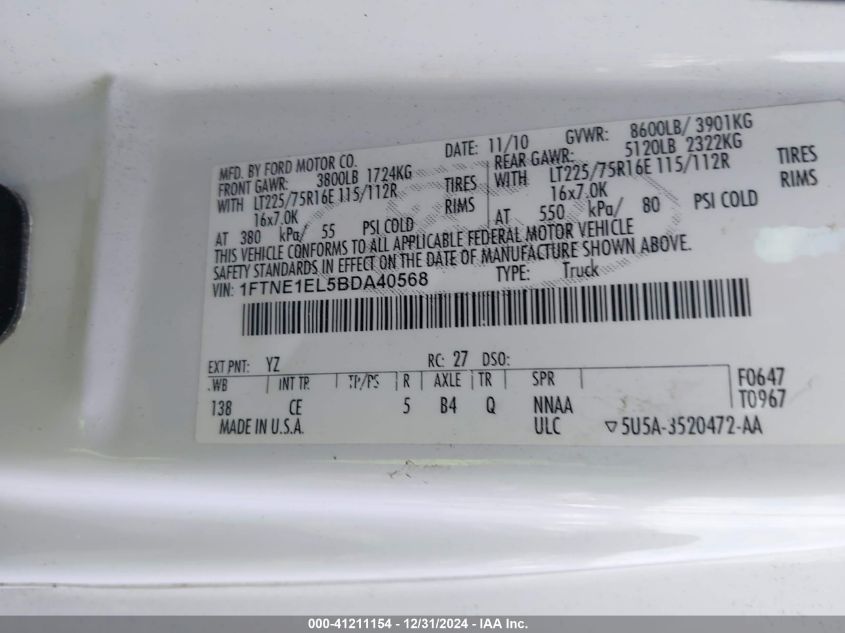 MFD. BY FORD MOTOR CO. DATE: 11/10 GVWR: 8600LB/ 3901KG
FRONT GAWR: 3800LB 1724KG REAR GAWR: 5120LB 2322KG
WITH LT225/75R16E 115/112R TIRES WITH LT225/75R16E 115/112R TIRES
16x7.0K RIMS 16x7.0K RIMS
AT 380 kPa/ 55 PSI COLD AT 550 kPa/ 80 PSI COLD
THIS VEHICLE CONFORMS TO ALL APPLICABLE FEDERAL MOTOR VEHICLE
SAFETY STANDARDS IN EFFECT ON THE DATE OF MANUFACTURE SHOWN ABOVE.
VIN: 1FTNE1EL5BDA40568 TYPE: Truck
EXT PNT: YZ RC: 27 DSO:
WB INT TR TP/PS R AXLE TR SPR F0647
138 CE 5 B4 Q NNAA T0967
MADE IN U.S.A. ULC ▽5U5A-3520472-AA
000-41211154 - 12/31/2024 - IAA Inc.